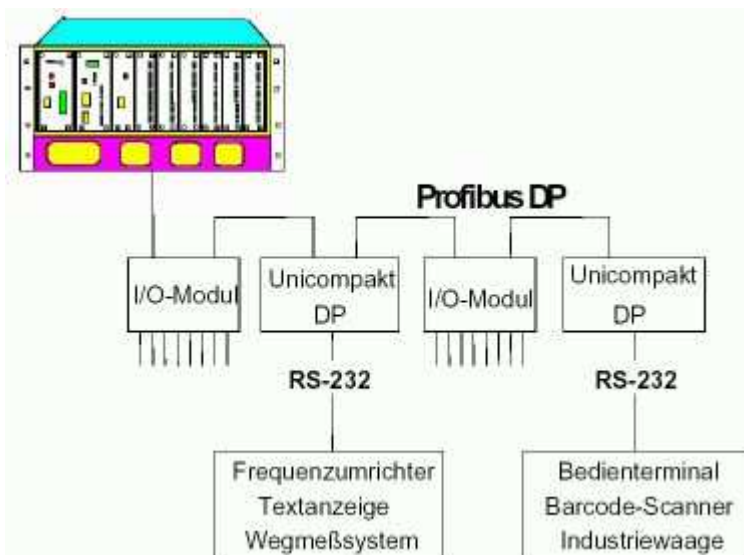 Profibus DP
I/O-Modul
Unicompakt
DP
I/O-Modul
Unicompakt
DP
RS-232
RS-232
Frequenzumrichter
Textanzeige
Wegmeßsystem
Bedienterminal
Barcode-Scanner
Industriewaage